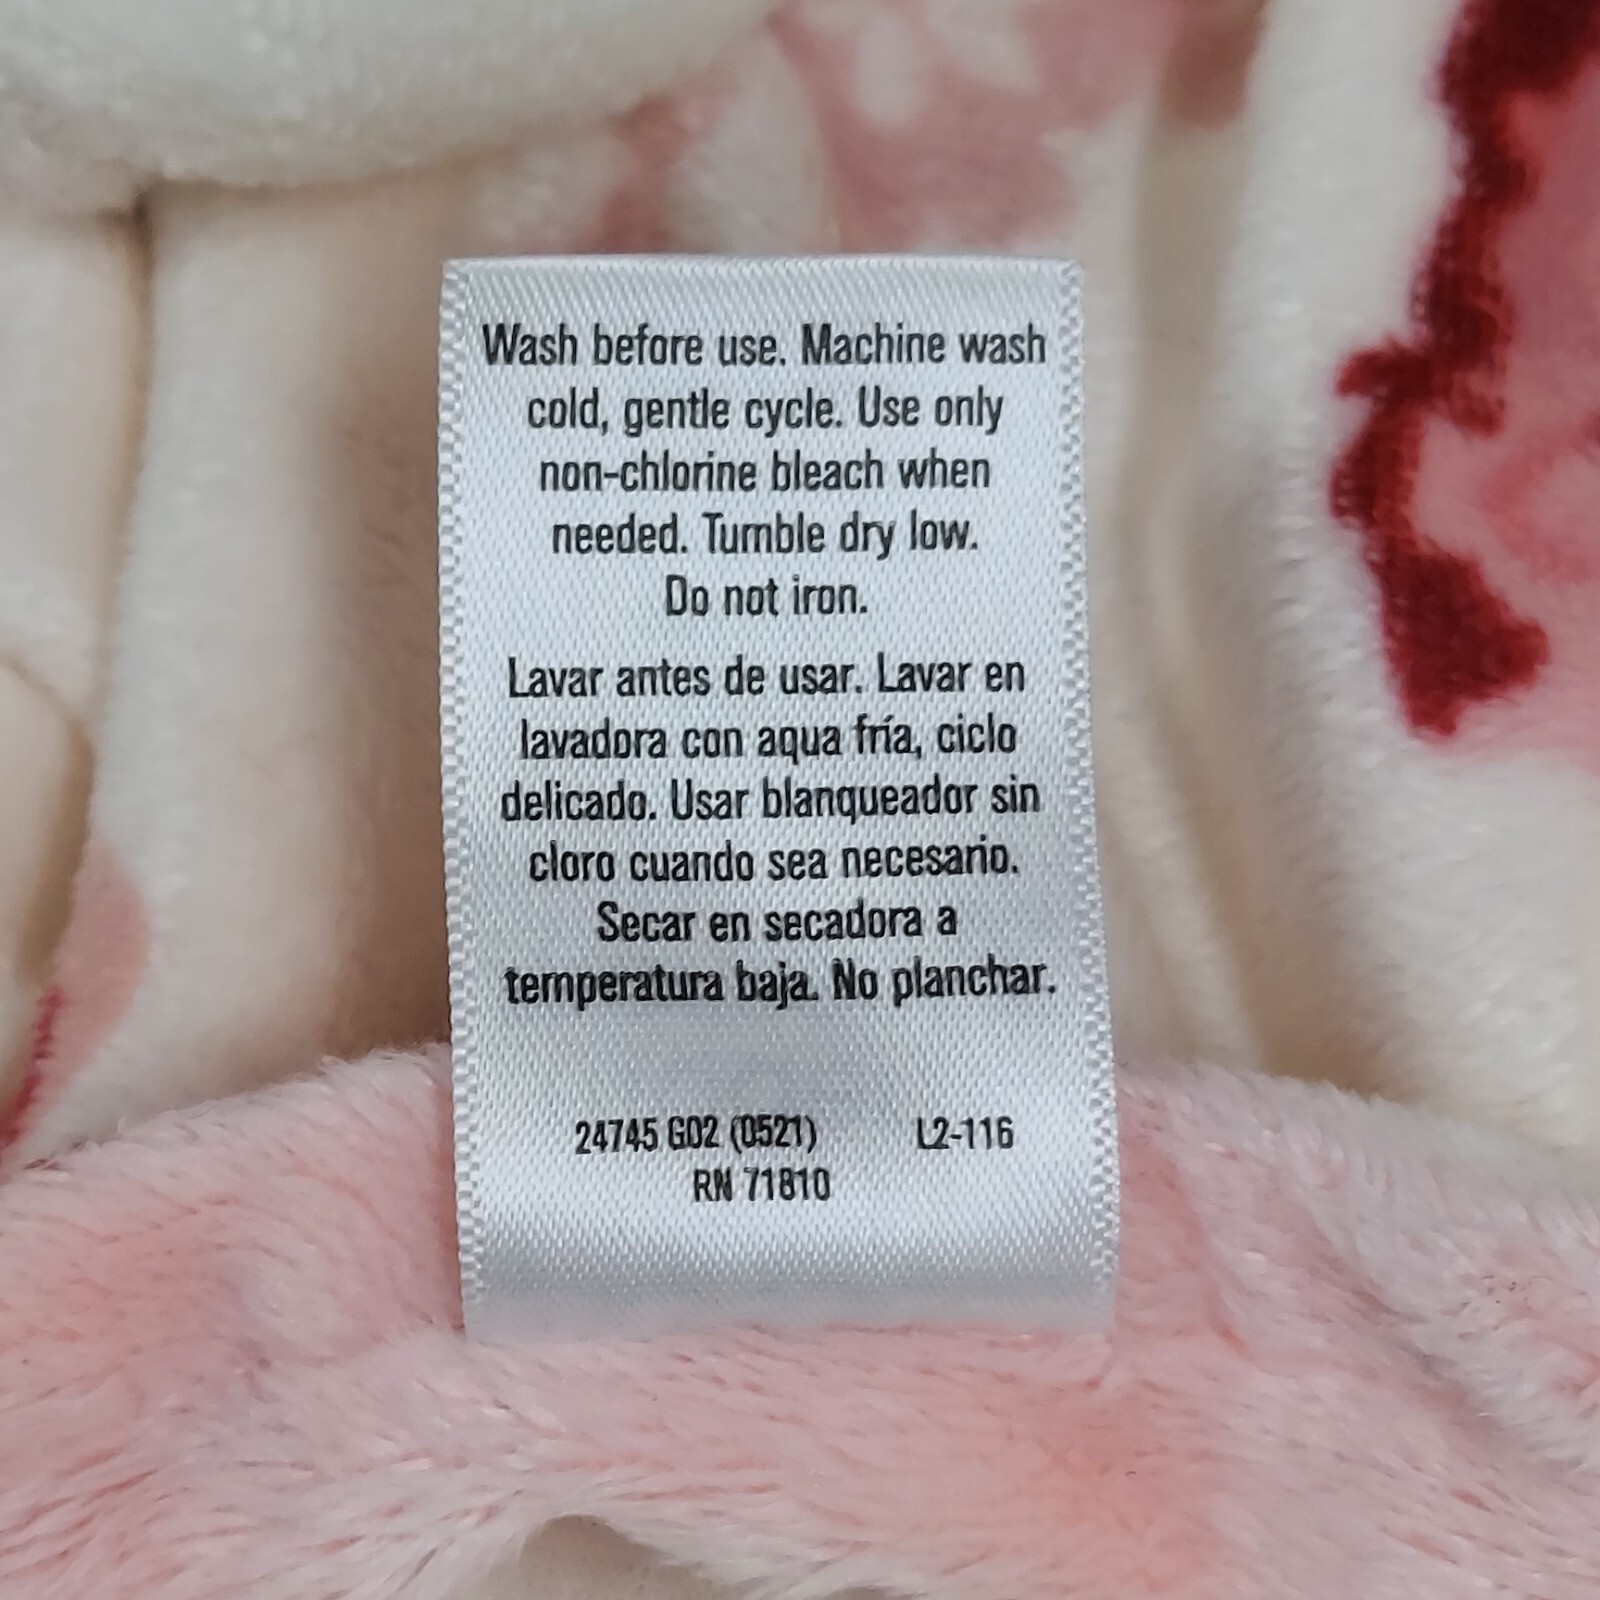 Wash before use. Machine wash
cold, gentle cycle. Use only
non-chlorine bleach when
needed. Tumble dry low.
Do not iron.
Lavar antes de usar. Lavar en
lavadora con aqua fría, ciclo
delicado. Usar blanqueador sin
cloro cuando sea necesario.
Secar en secadora a
temperatura baja. No planchar.
24745 G02 (0521) L2-116
RN 71810